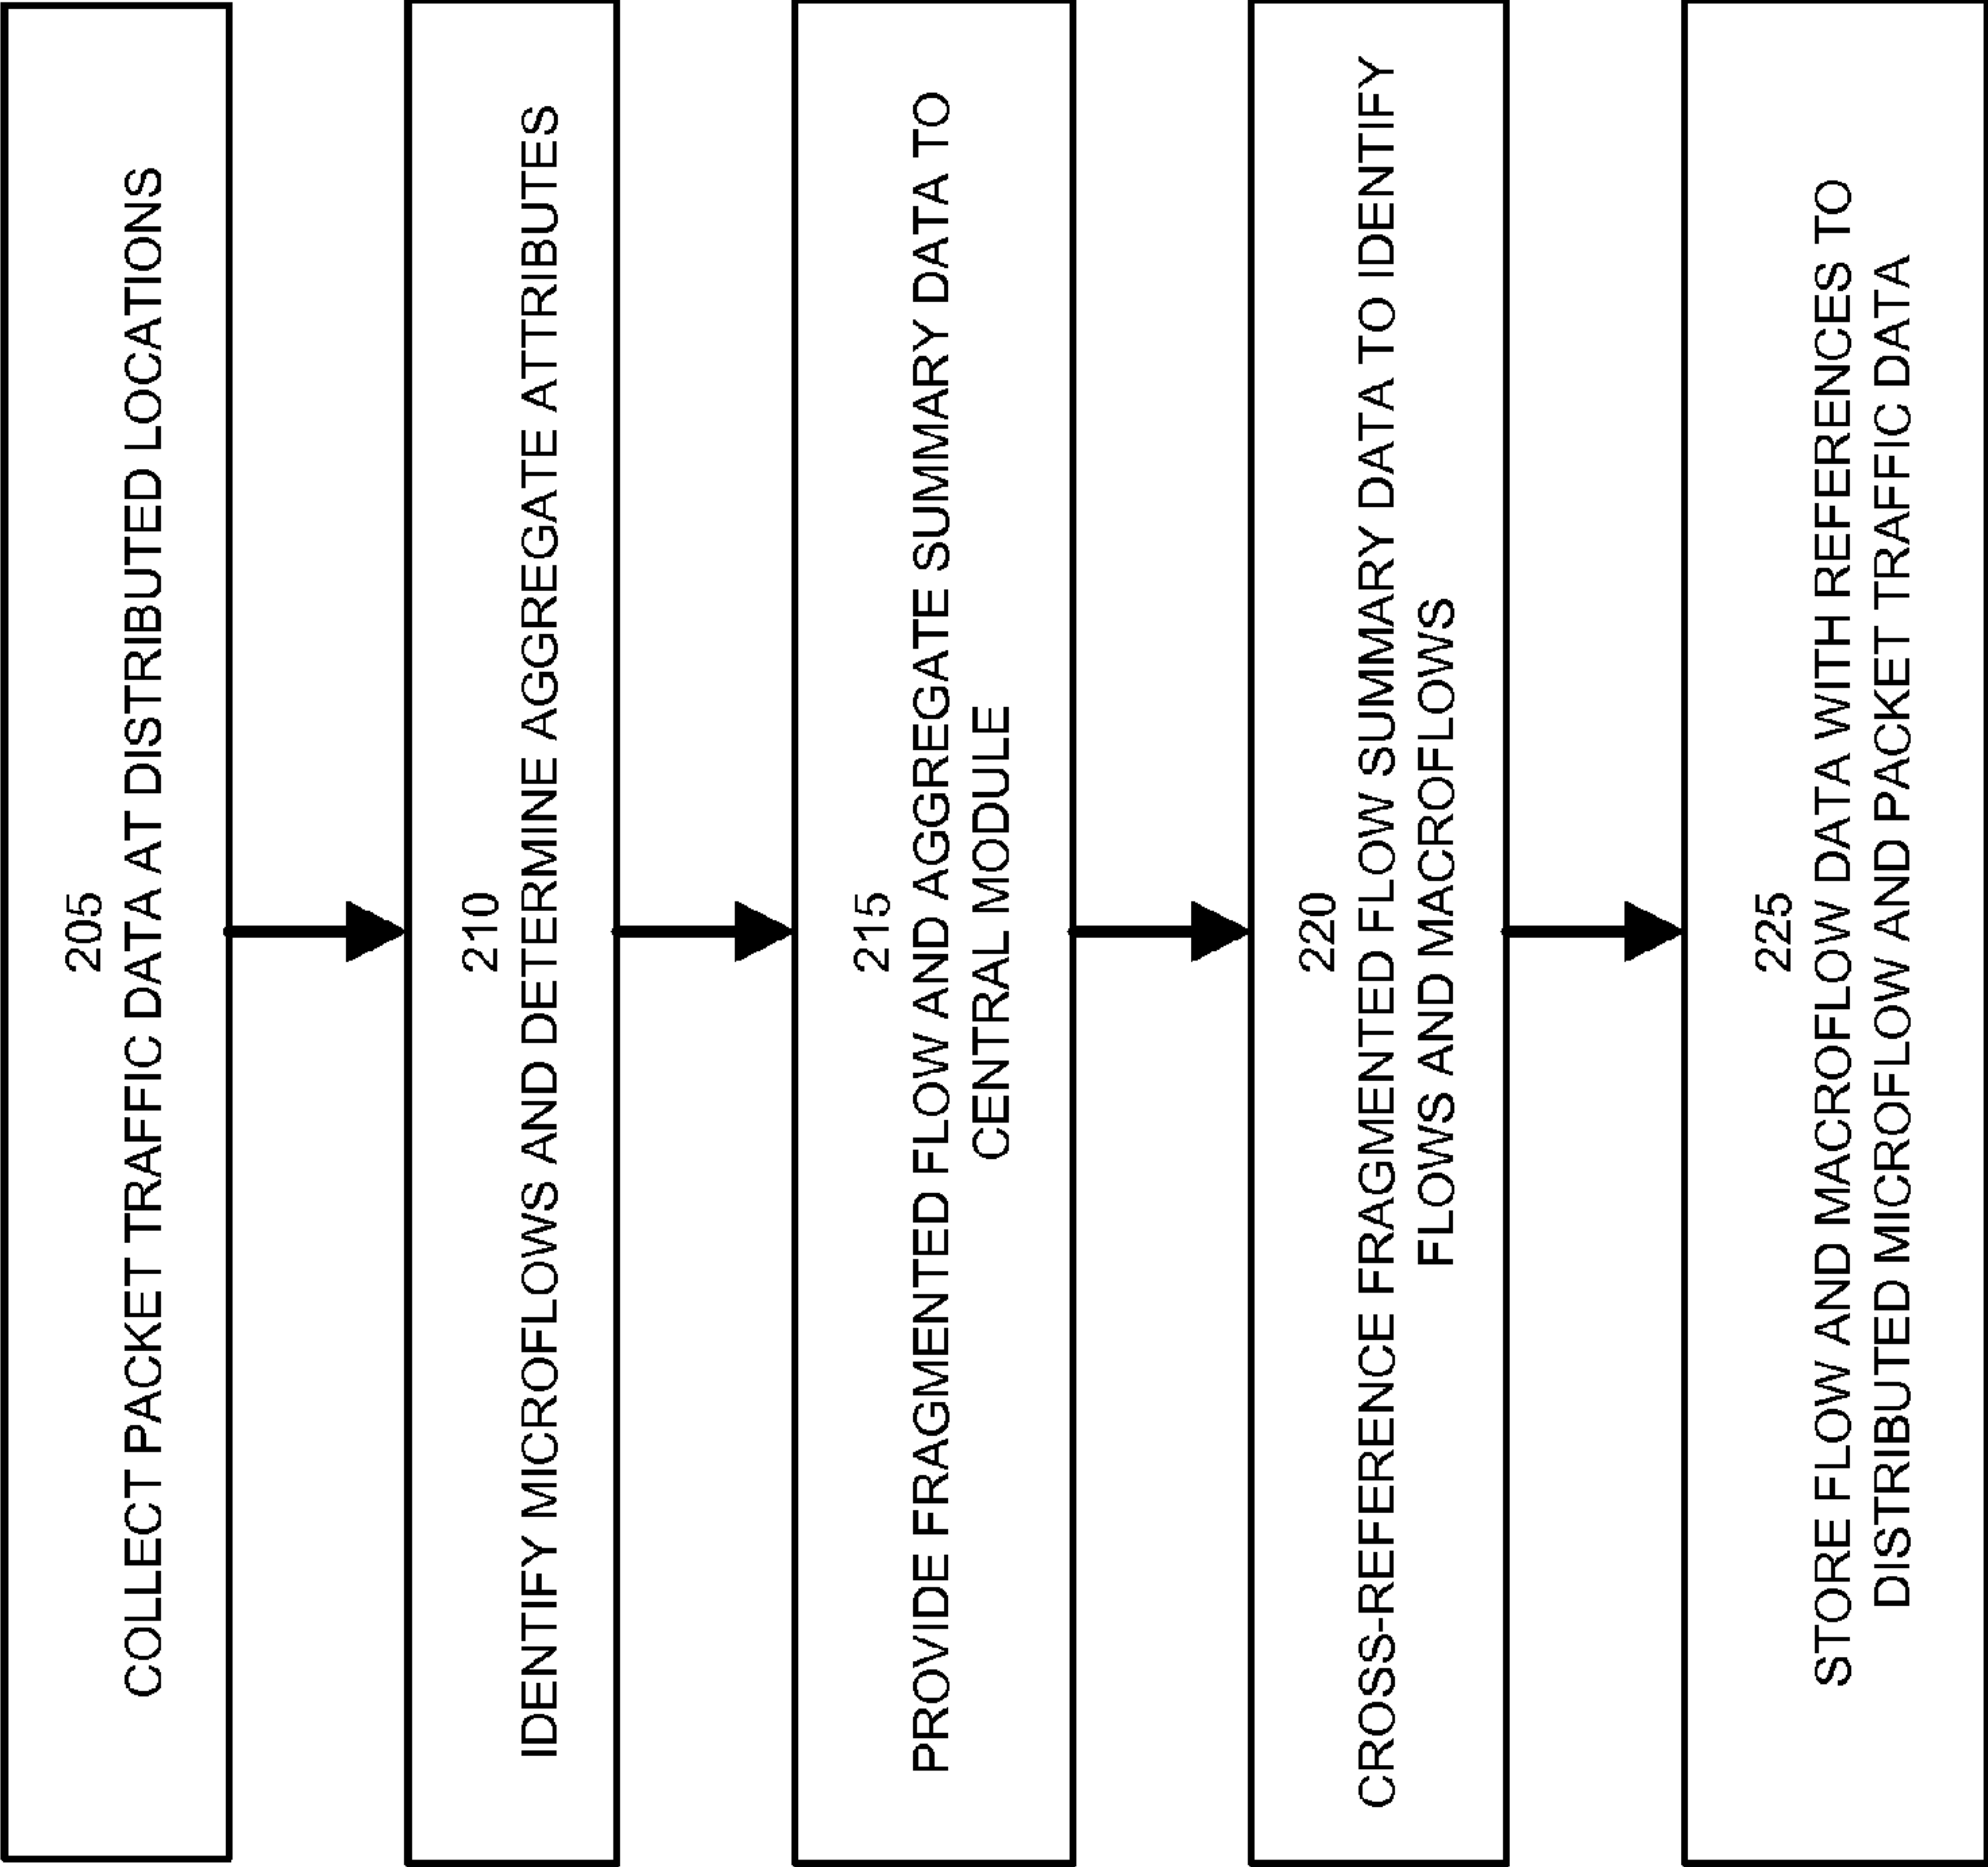 205
COLLECT PACKET TRAFFIC DATA AT DISTRIBUTED LOCATIONS
210
IDENTIFY MICROFLOWS AND DETERMINE AGGREGATE ATTRIBUTES
215
PROVIDE FRAGMENTED FLOW AND AGGREGATE SUMMARY DATA TO
CENTRAL MODULE
220
CROSS-REFERENCE FRAGMENTED FLOW SUMMARY DATA TO IDENTIFY
FLOWS AND MACROFLOWS
225
STORE FLOW AND MACROFLOW DATA WITH REFERENCES TO
DISTRIBUTED MICROFLOW AND PACKET TRAFFIC DATA